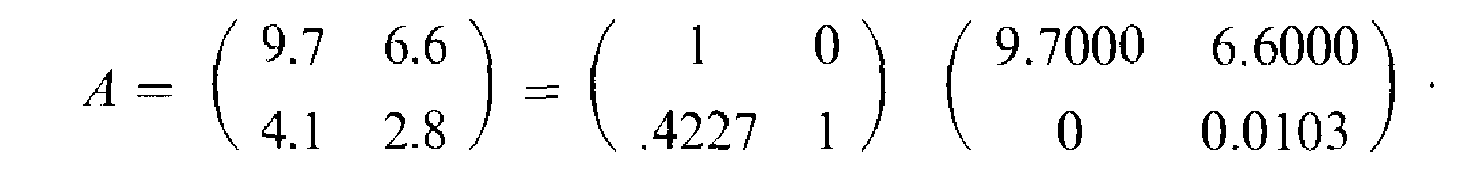 A = ( 9.7 6.6 ) = ( 1 0 ) ( 9.7000 6.6000 ) .
4.1 2.8 .4227 1 0 0.0103